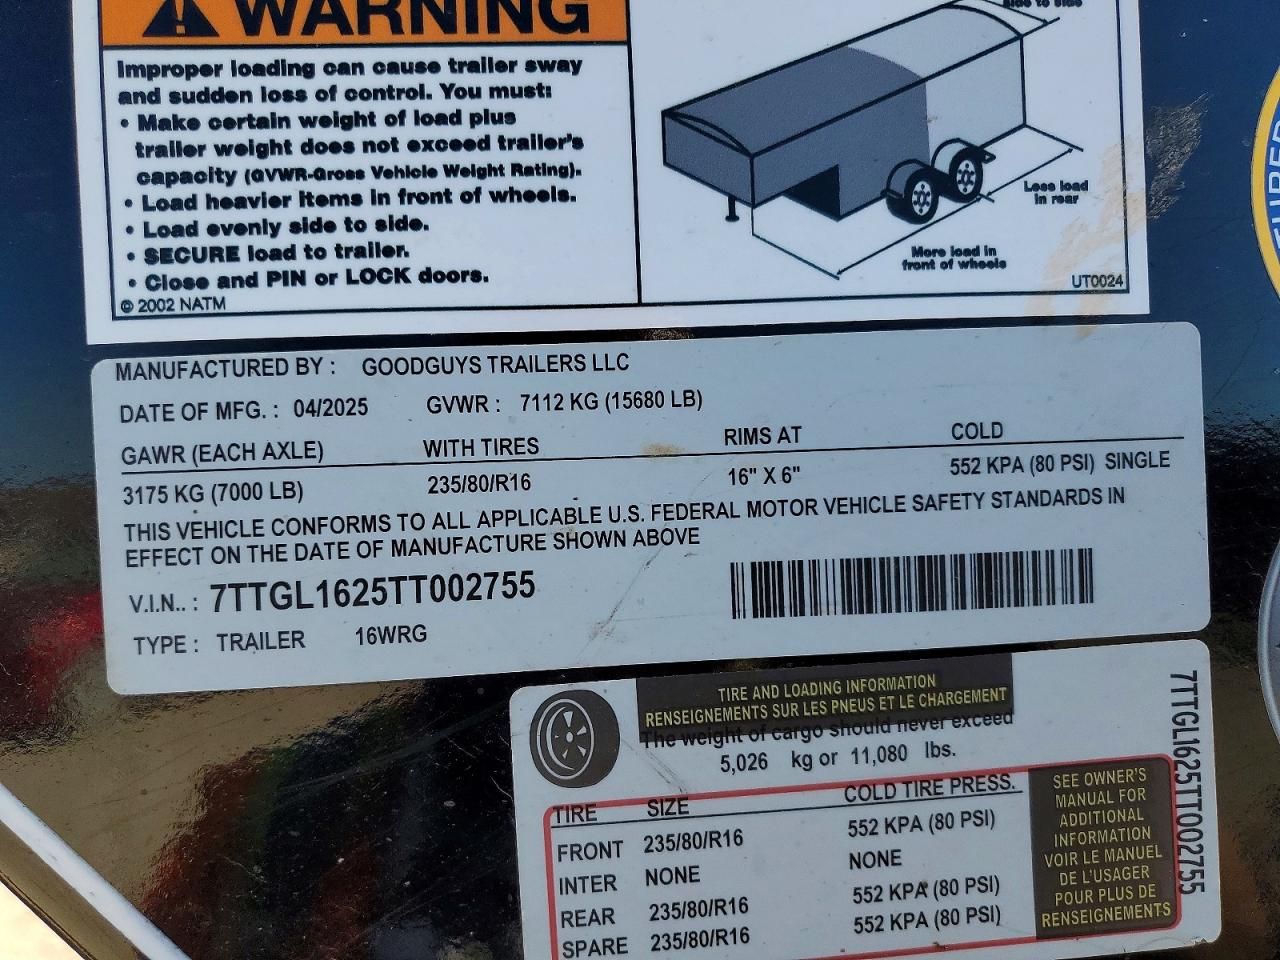 WARNING
Improper loading can cause trailer sway
and sudden loss of control. You must:
• Make certain weight of load plus
trailer weight does not exceed trailer's
capacity (GVWR-Gross Vehicle Weight Rating).
• Load heavier items in front of wheels.
• Load evenly side to side.
• SECURE load to trailer.
• Close and PIN or LOCK doors.
© 2002 NATM
side to side
Less load
in rear
More load in
front of wheels
UT0024
MANUFACTURED BY : GOODGUYS TRAILERS LLC
DATE OF MFG. : 04/2025 GVWR : 7112 KG (15680 LB)
GAWR (EACH AXLE) WITH TIRES RIMS AT COLD
3175 KG (7000 LB) 235/80/R16 16" X 6" 552 KPA (80 PSI) SINGLE
THIS VEHICLE CONFORMS TO ALL APPLICABLE U.S. FEDERAL MOTOR VEHICLE SAFETY STANDARDS IN
EFFECT ON THE DATE OF MANUFACTURE SHOWN ABOVE
V.I.N.. : 7TTGL1625TT002755
TYPE : TRAILER 16WRG
TIRE AND LOADING INFORMATION
RENSEIGNEMENTS SUR LES PNEUS ET LE CHARGEMENT
The weight of cargo should never exceed
5,026 kg or 11,080 lbs.
TIRE SIZE COLD TIRE PRESS.
FRONT 235/80/R16 552 KPA (80 PSI)
INTER NONE NONE
REAR 235/80/R16 552 KPA (80 PSI)
SPARE 235/80/R16 552 KPA (80 PSI)
SEE OWNER'S
MANUAL FOR
ADDITIONAL
INFORMATION
VOIR LE MANUEL
DE L'USAGER
POUR PLUS DE
RENSEIGNEMENTS
7TTGL1625TT002755